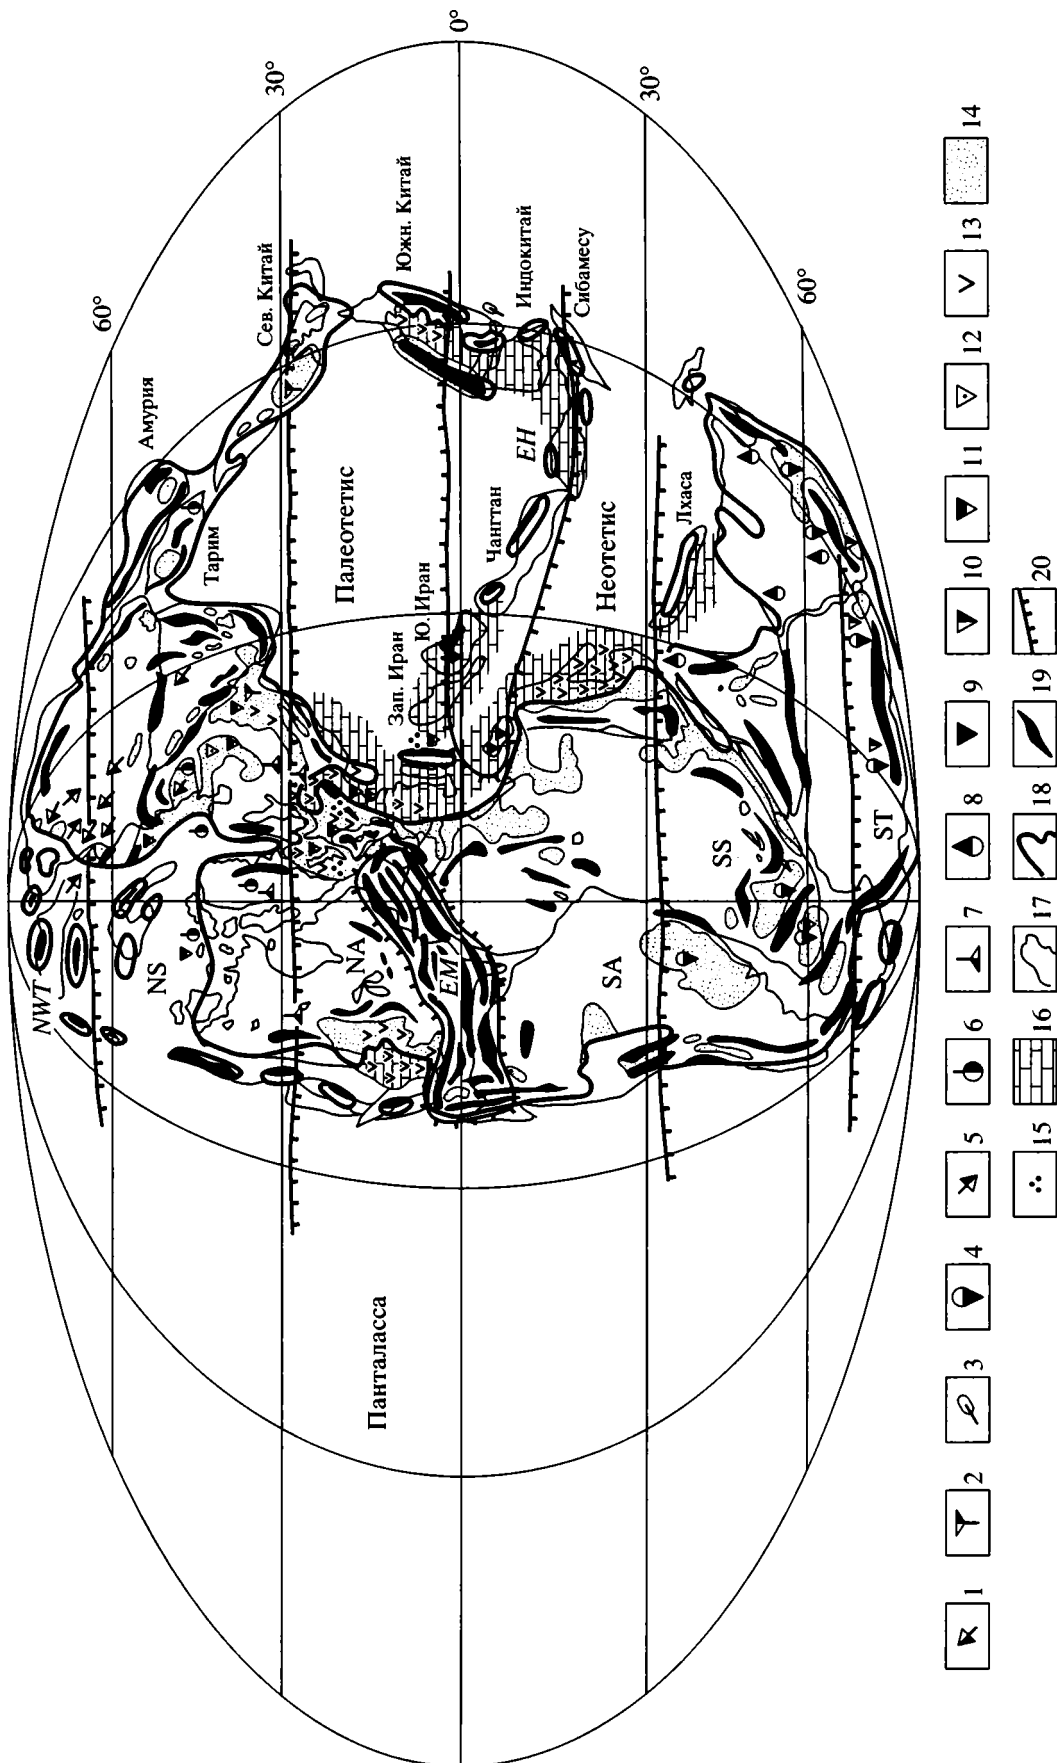 60°
30°
0°
30°
60°
Амурия
Сев. Китай
Южн. Китай
Индокитай
Сибамесу
Тарим
Палеотетис
EH
Чангтан
Неотетис
Лхаса
Зап. Иран
Ю. Иран
NWT
NS
NA
EM
SA
SS
ST
Панталасса
1 2 3 4 5 6 7 8 9 10 11 12 13 14
15 16 17 18 19 20